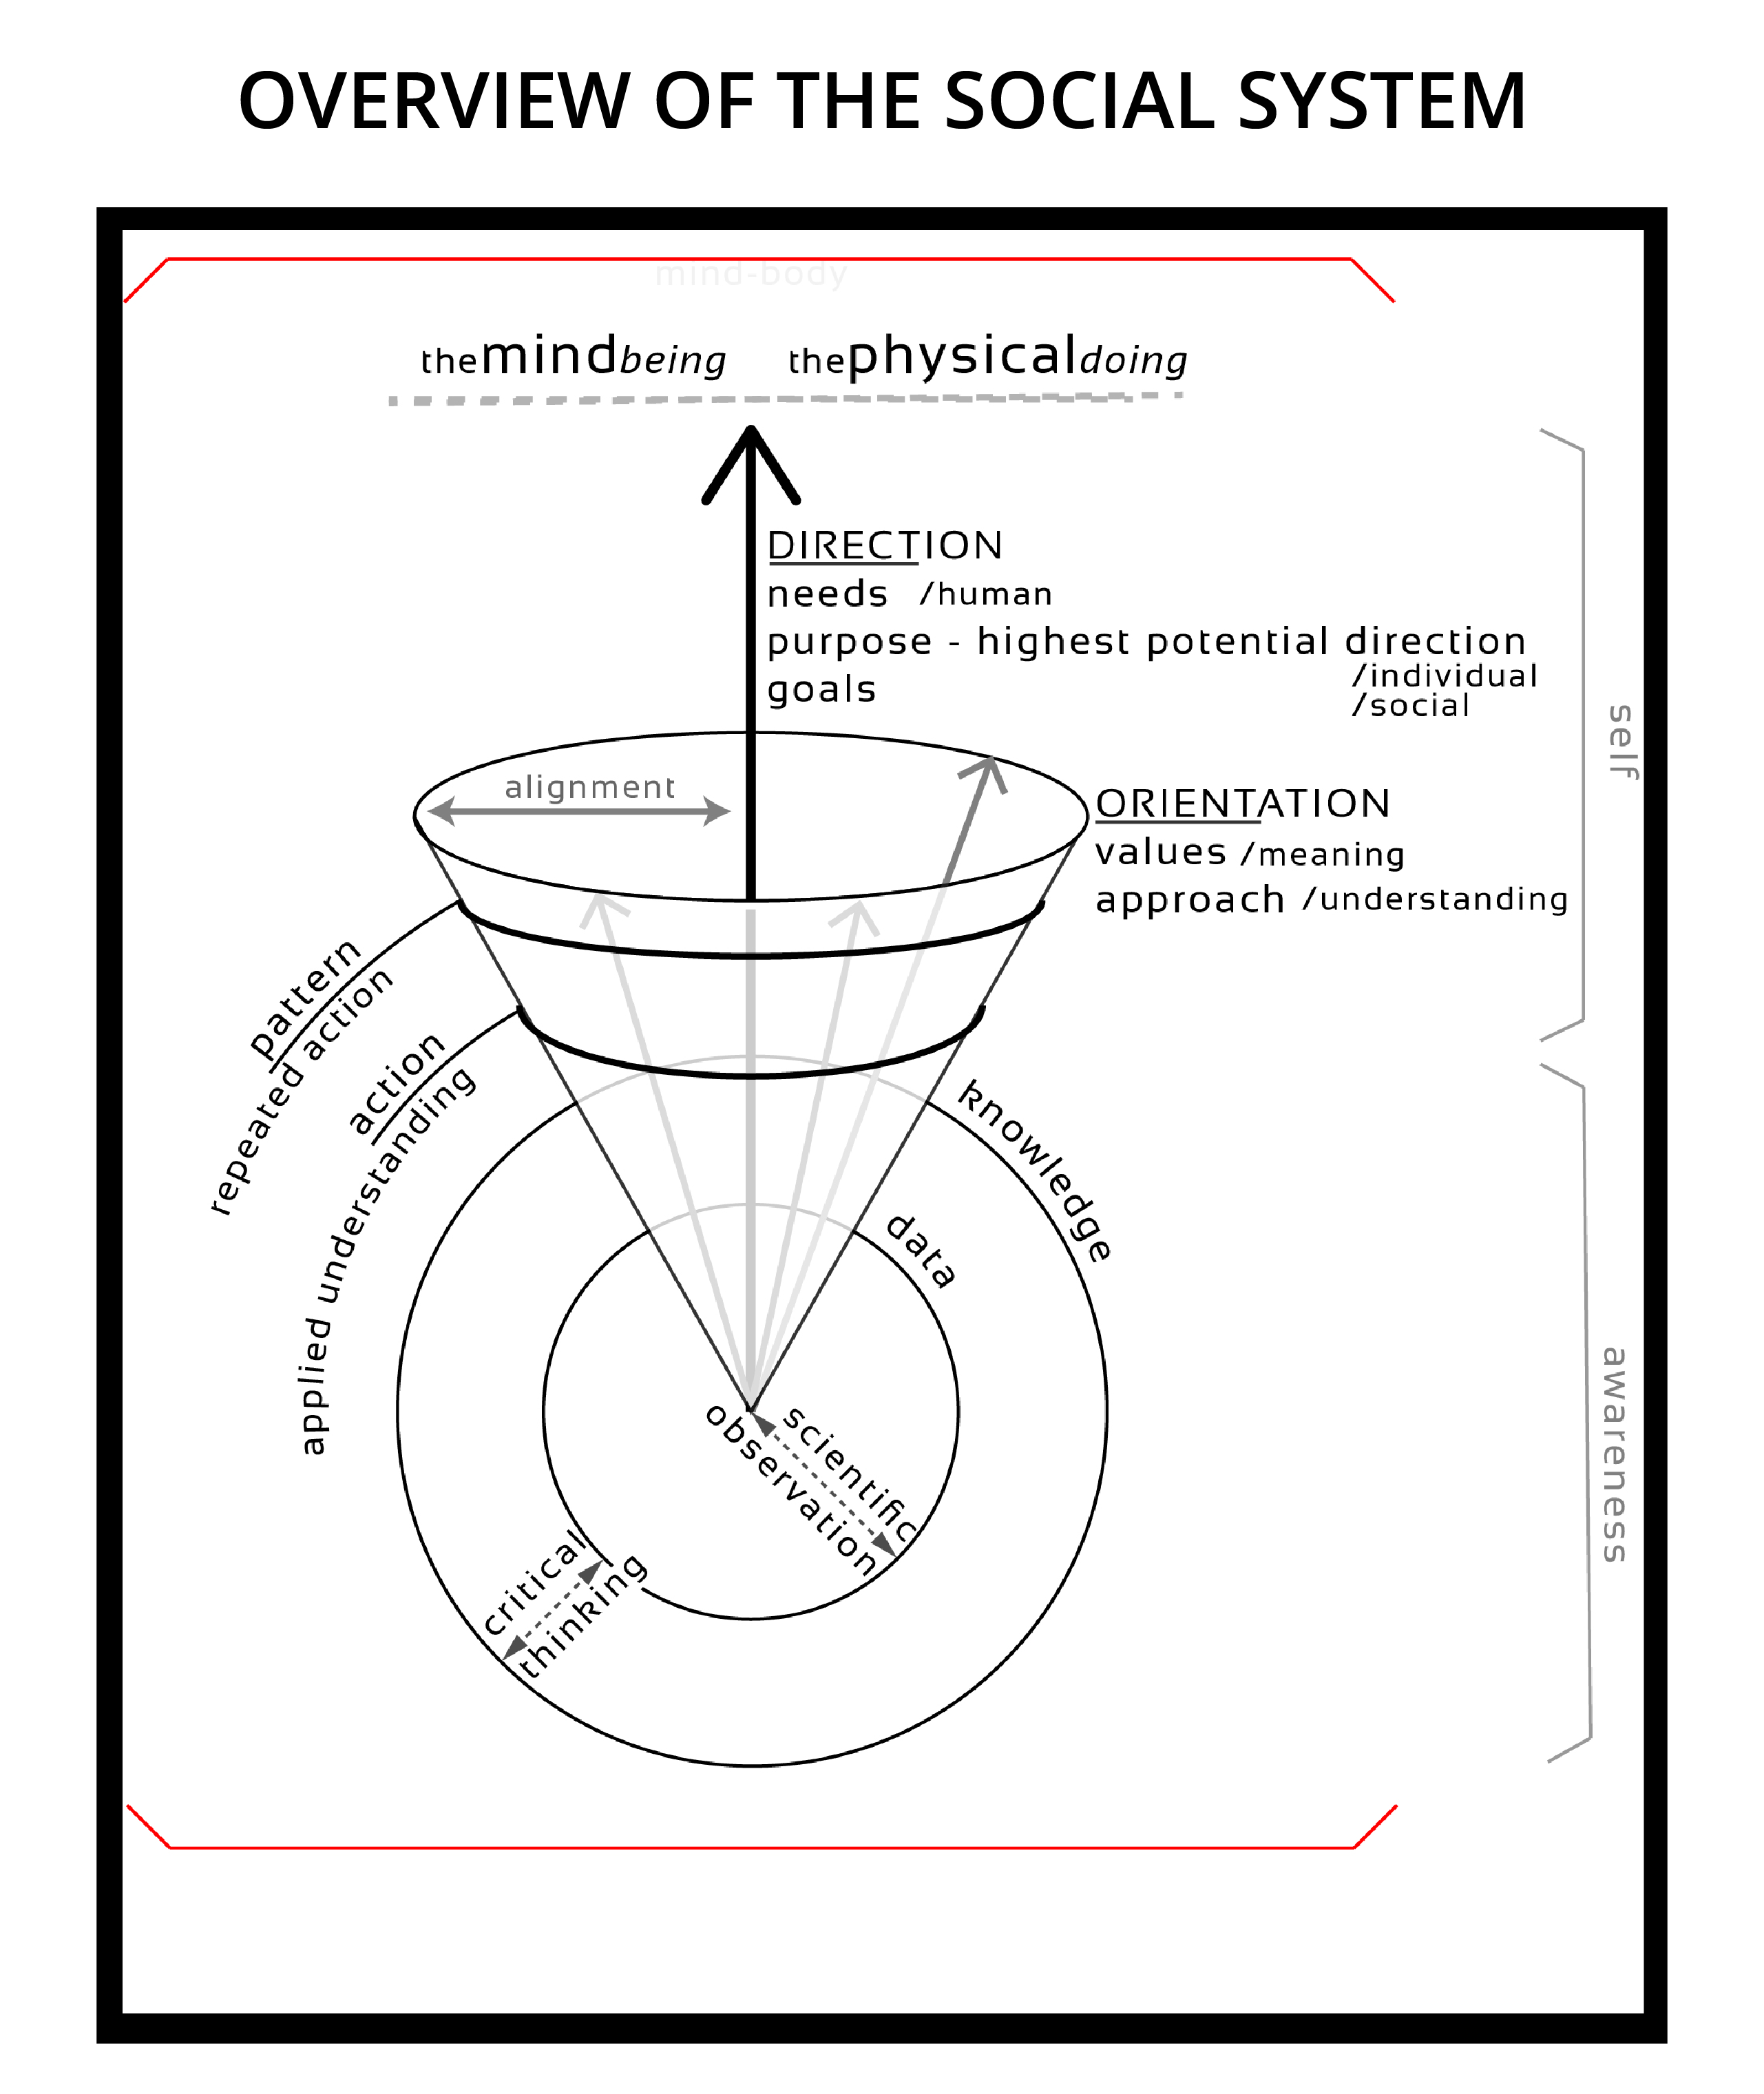 OVERVIEW OF THE SOCIAL SYSTEM
mind-body
themindbeing thephysicaldoing
DIRECTION
needs /human
purpose - highest potential direction
/individual
goals
/social
self
alignment
ORIENTATION
values /meaning
approach /understanding
pattern
repeated action
action
applied understanding
knowledge
data
awareness
scientific
observation
critical
thinking